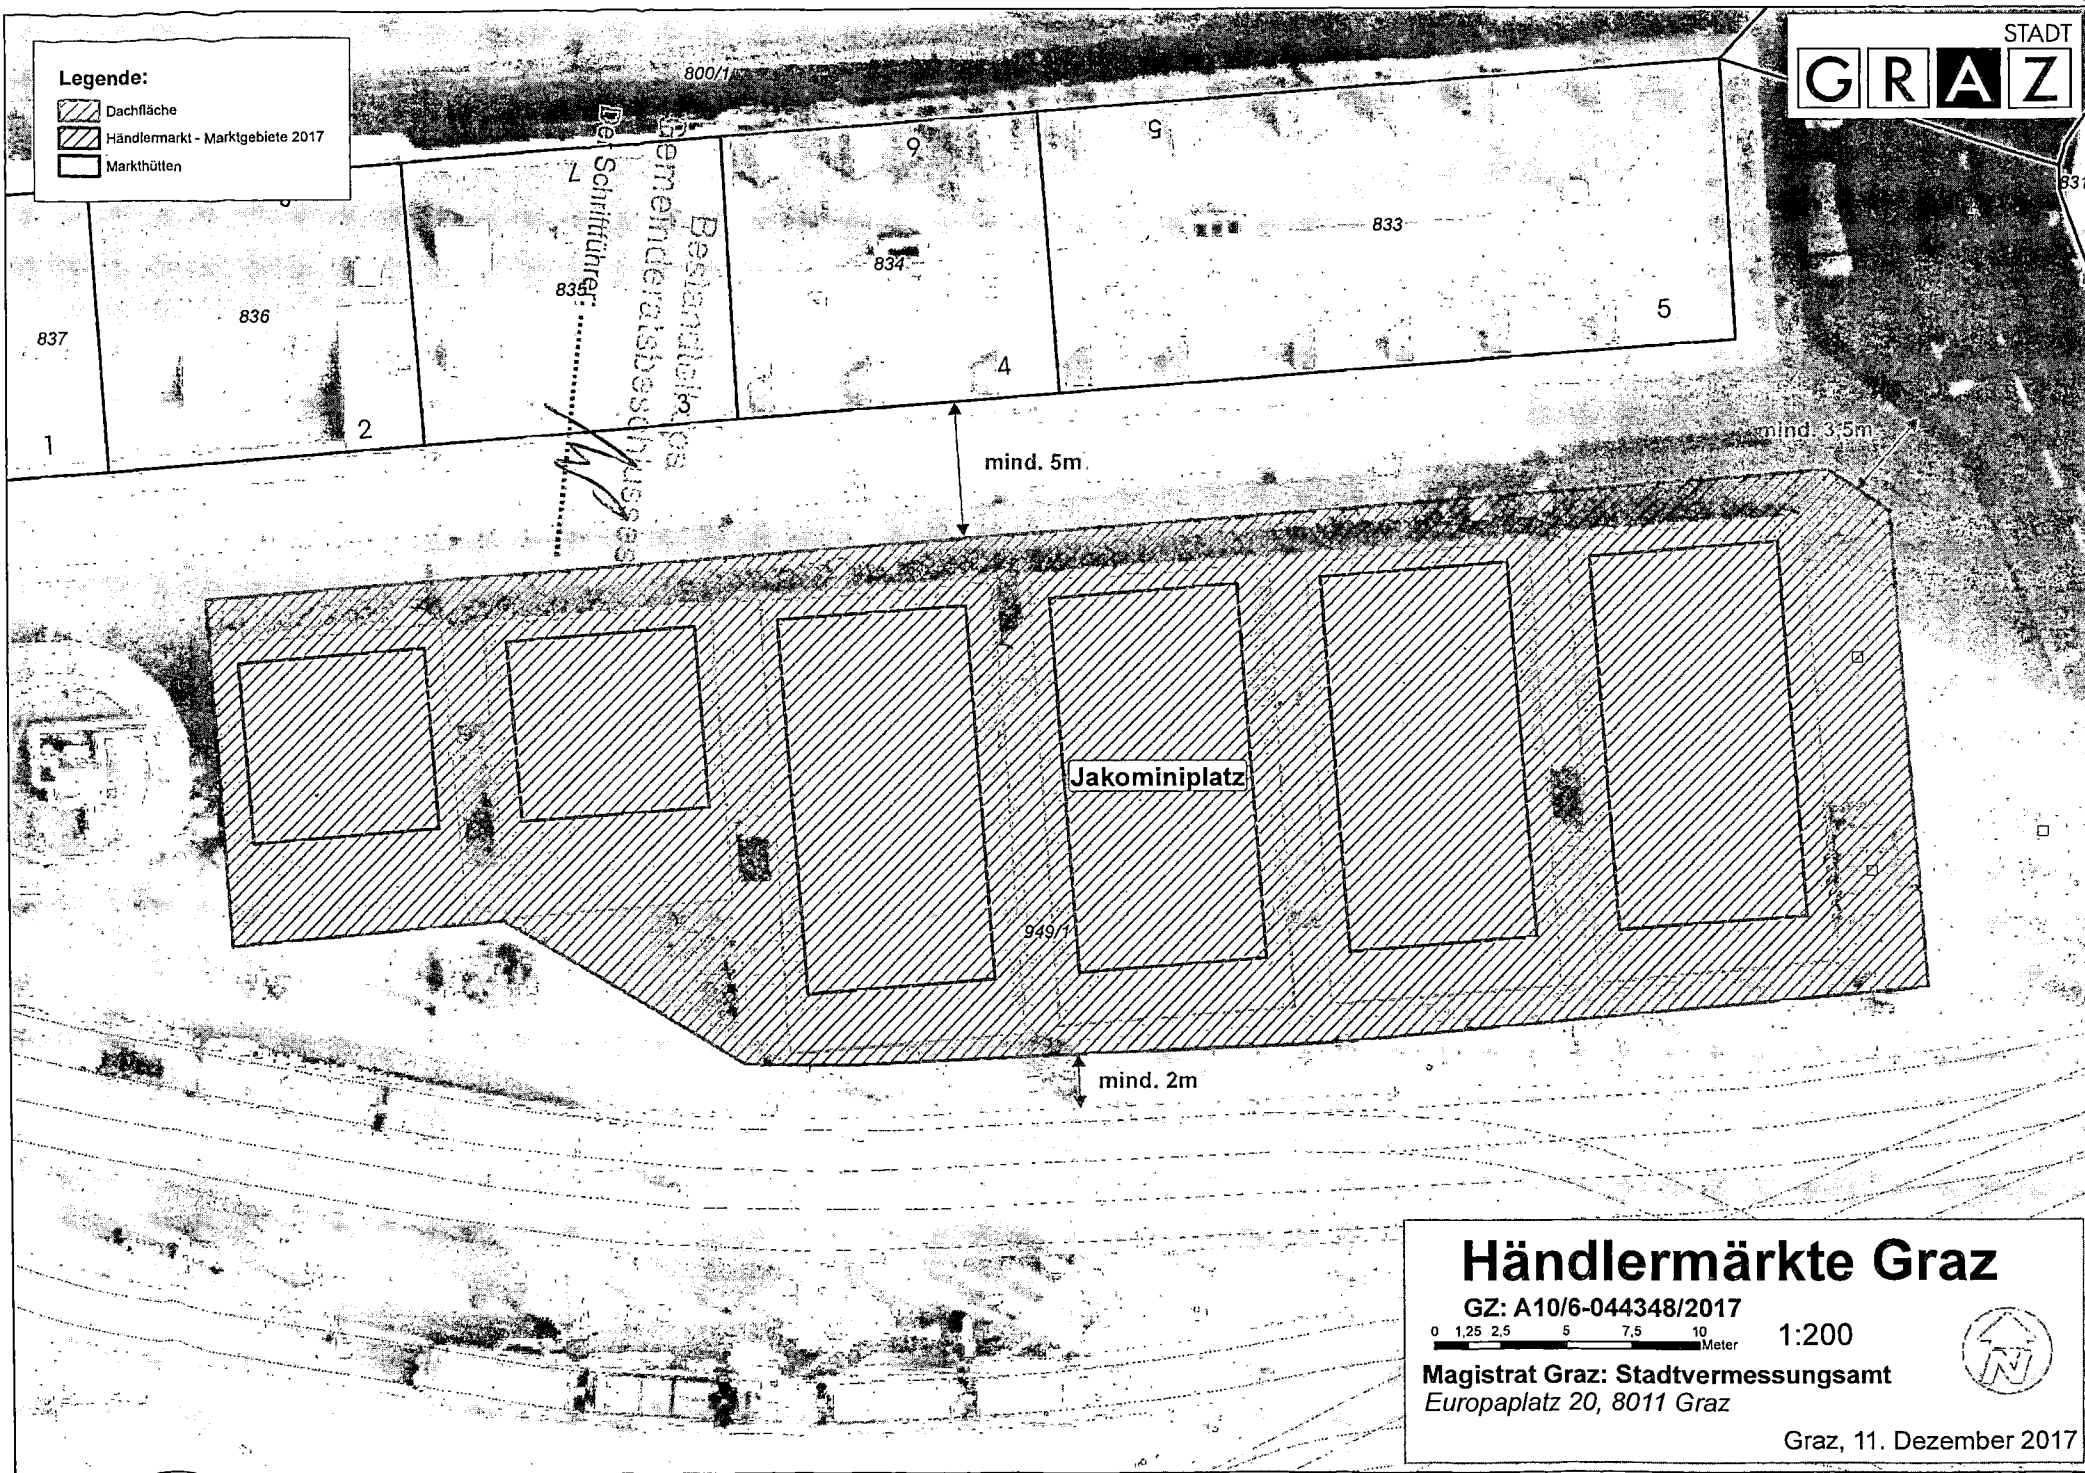 Legende:
Dachfläche
Händlermarkt - Marktgebiete 2017
Markthütten
STADT
GRAZ
800/1
831
7
6
5
Der Schriftführer:
Gemeinderatsbeschlusses
Bestandteil des
833
834
835
836
837
1
2
3
4
5
mind. 5m
mind. 3,5m
Jakominiplatz
949/1
mind. 2m
Händlermärkte Graz
GZ: A10/6-044348/2017
0 1,25 2,5 5 7,5 10
Meter
1:200
N
Magistrat Graz: Stadtvermessungsamt
Europaplatz 20, 8011 Graz
Graz, 11. Dezember 2017